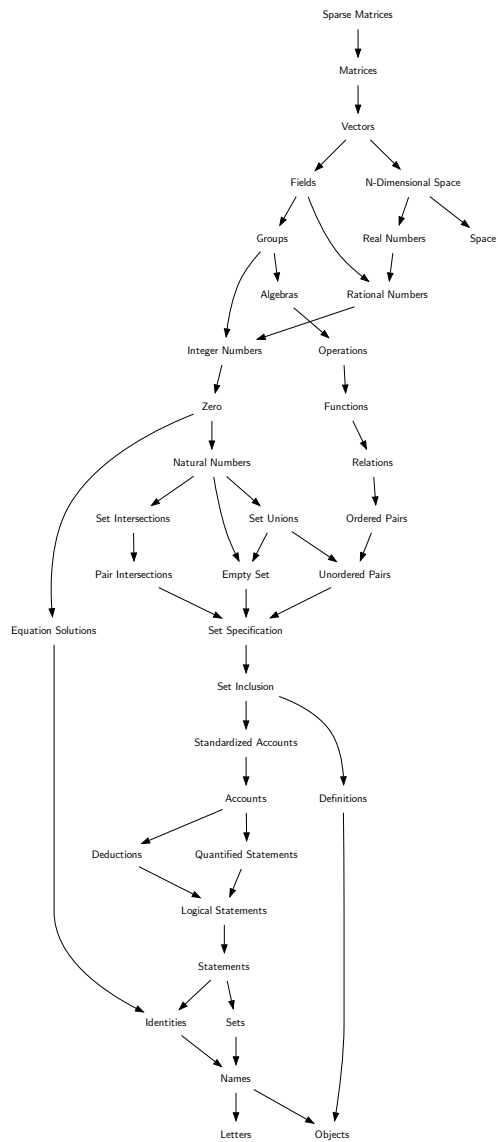 Sparse Matrices
Matrices
Vectors
Fields
N-Dimensional Space
Groups
Real Numbers
Space
Algebras
Rational Numbers
Integer Numbers
Operations
Zero
Functions
Natural Numbers
Relations
Set Intersections
Set Unions
Ordered Pairs
Pair Intersections
Empty Set
Unordered Pairs
Equation Solutions
Set Specification
Set Inclusion
Standardized Accounts
Accounts
Definitions
Deductions
Quantified Statements
Logical Statements
Statements
Identities
Sets
Names
Letters
Objects